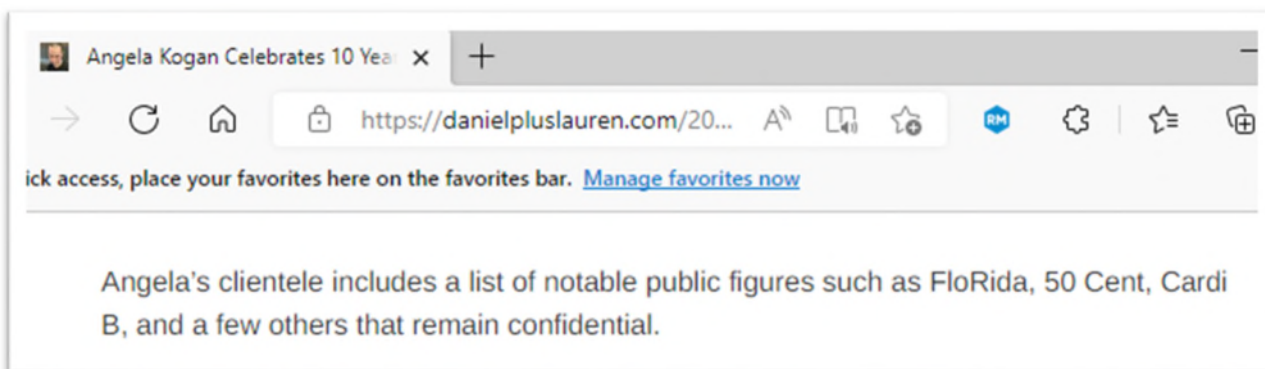 Angela Kogan Celebrates 10 Yea
https://danielpluslauren.com/20...
RM
ick access, place your favorites here on the favorites bar. Manage favorites now
Angela’s clientele includes a list of notable public figures such as FloRida, 50 Cent, Cardi
B, and a few others that remain confidential.